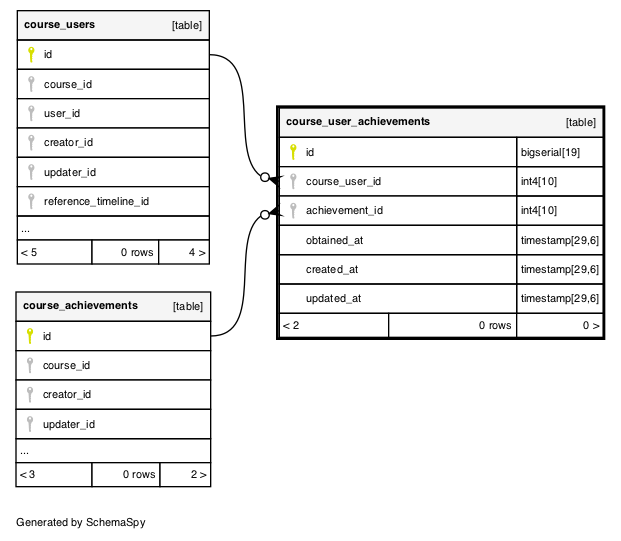 course_users [table]
id
course_id
user_id
creator_id
updater_id
reference_timeline_id
...
< 5 0 rows 4 >
course_user_achievements [table]
id bigserial[19]
course_user_id int4[10]
achievement_id int4[10]
obtained_at timestamp[29,6]
created_at timestamp[29,6]
updated_at timestamp[29,6]
< 2 0 rows 0 >
course_achievements [table]
id
course_id
creator_id
updater_id
...
< 3 0 rows 2 >
Generated by SchemaSpy